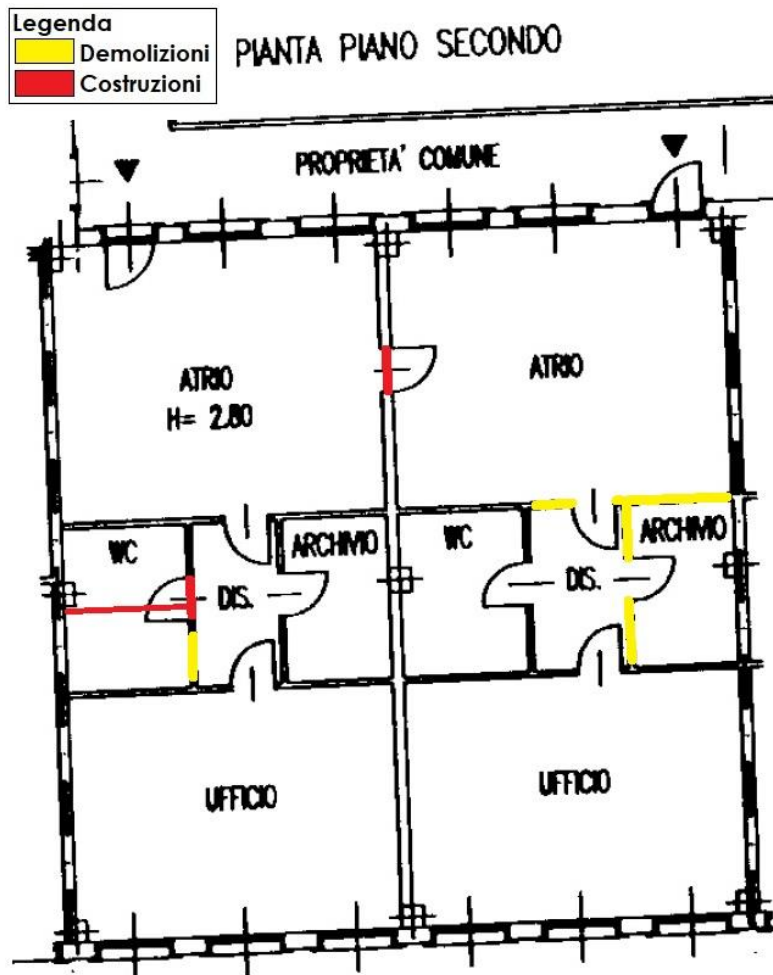 Legenda
Demolizioni
Costruzioni
PIANTA PIANO SECONDO
PROPRIETA' COMUNE
ATRIO
H= 2.80
ATRIO
WC
ARCHIVIO
DIS.
WC
ARCHIVIO
DIS.
UFFICIO
UFFICIO